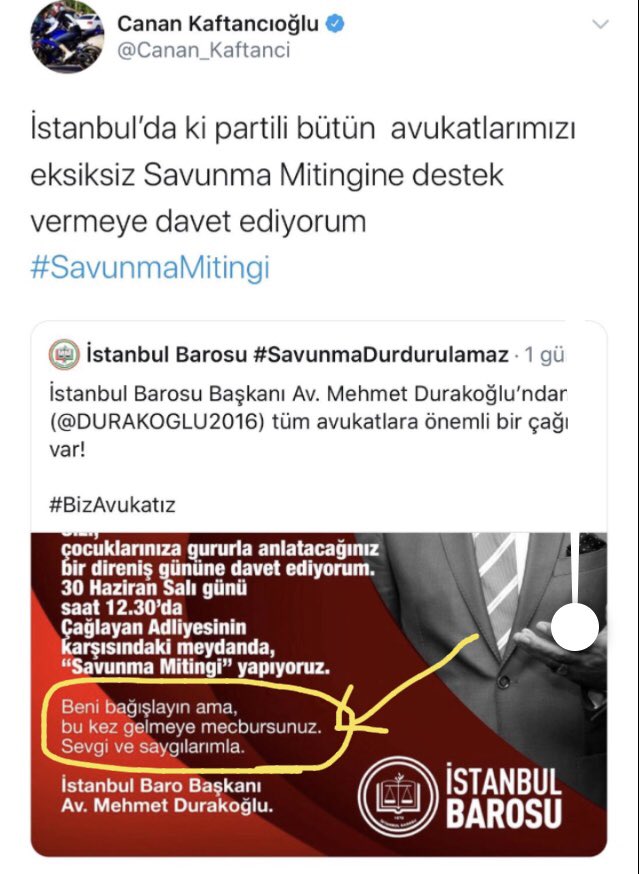 Canan Kaftancıoğlu
@Canan_Kaftanci
İstanbul’da ki partili bütün avukatlarımızı
eksiksiz Savunma Mitingine destek
vermeye davet ediyorum
#SavunmaMitingi
İstanbul Barosu #SavunmaDurdurulamaz · 1 gü
İstanbul Barosu Başkanı Av. Mehmet Durakoğlu’ndan
(@DURAKOGLU2016) tüm avukatlara önemli bir çağı
var!
#BizAvukatız
çocuklarınıza gururla anlatacağınız
bir direniş gününe davet ediyorum.
30 Haziran Salı günü
saat 12.30’da
Çağlayan Adliyesinin
karşısındaki meydanda,
“Savunma Mitingi” yapıyoruz.
Beni bağışlayın ama,
bu kez gelmeye mecbursunuz.
Sevgi ve saygılarımla.
İstanbul Baro Başkanı
Av. Mehmet Durakoğlu.
İSTANBUL
BAROSU